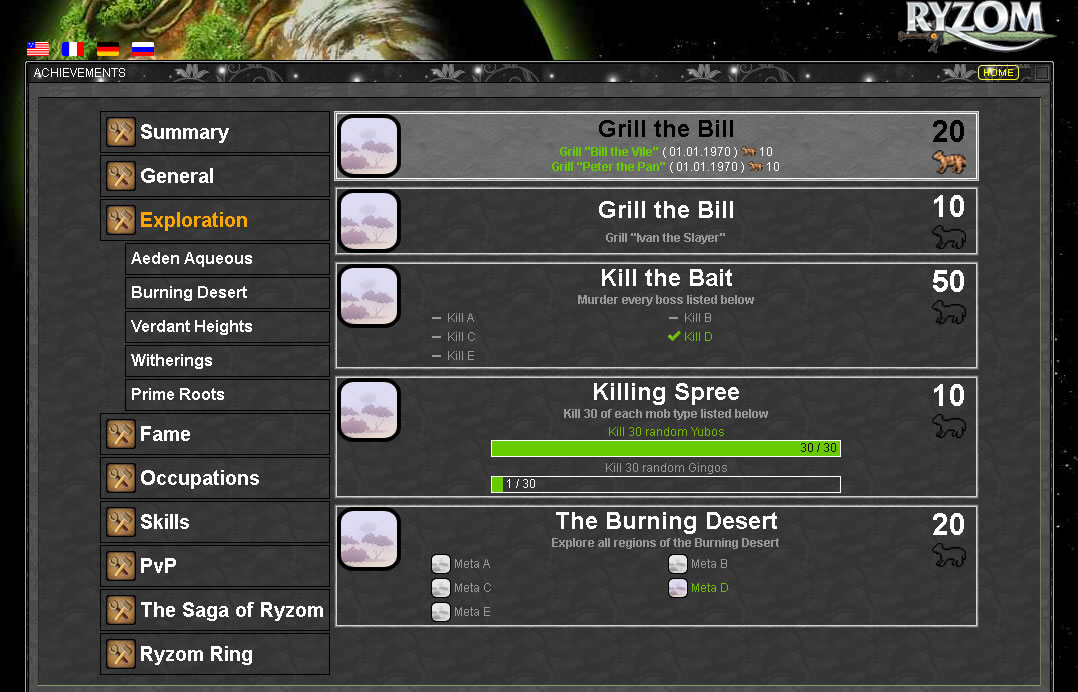 RYZOM
ACHIEVEMENTS
HOME
Summary
General
Exploration
Aeden Aqueous
Burning Desert
Verdant Heights
Witherings
Prime Roots
Fame
Occupations
Skills
PvP
The Saga of Ryzom
Ryzom Ring
Grill the Bill
20
Grill "Bill the Vile" ( 01.01.1970 ) 10
Grill "Peter the Pan" ( 01.01.1970 ) 10
Grill the Bill
10
Grill "Ivan the Slayer"
Kill the Bait
50
Murder every boss listed below
Kill A
Kill B
Kill C
Kill D
Kill E
Killing Spree
10
Kill 30 of each mob type listed below
Kill 30 random Yubos
30 / 30
Kill 30 random Gingos
1 / 30
The Burning Desert
20
Explore all regions of the Burning Desert
Meta A
Meta B
Meta C
Meta D
Meta E